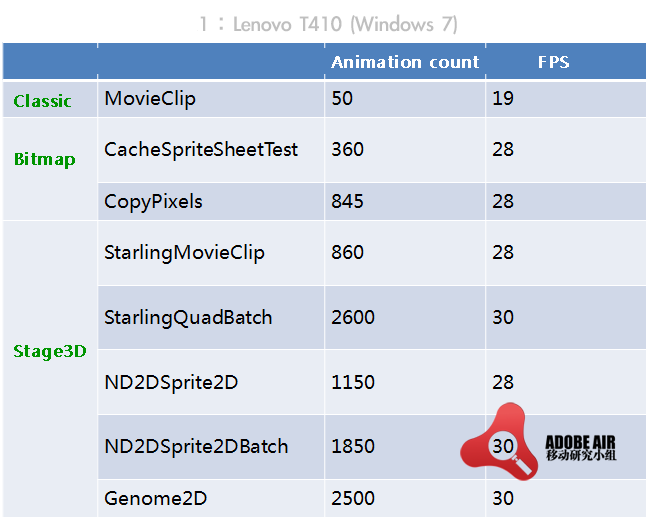 1：Lenovo T410 (Windows 7)
Animation count FPS
Classic MovieClip 50 19
Bitmap CacheSpriteSheetTest 360 28
CopyPixels 845 28
Stage3D StarlingMovieClip 860 28
StarlingQuadBatch 2600 30
ND2DSprite2D 1150 28
ND2DSprite2DBatch 1850 30
Genome2D 2500 30
ADOBE AIR
移动研究小组